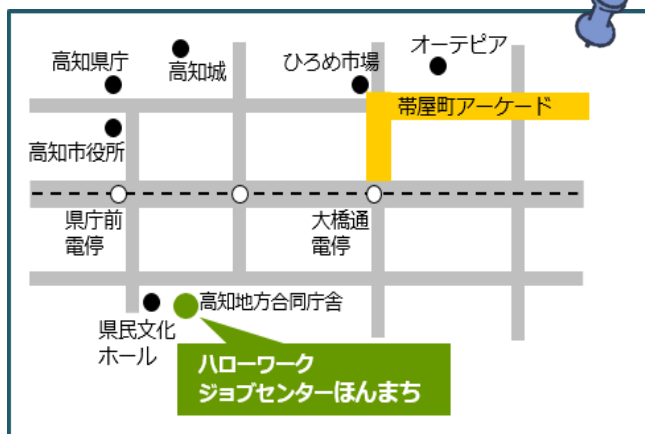 オーテピア
高知県庁
高知城
ひろめ市場
帯屋町アーケード
高知市役所
県庁前
電停
大橋通
電停
高知地方合同庁舎
県民文化
ホール
ハローワーク
ジョブセンターほんまち